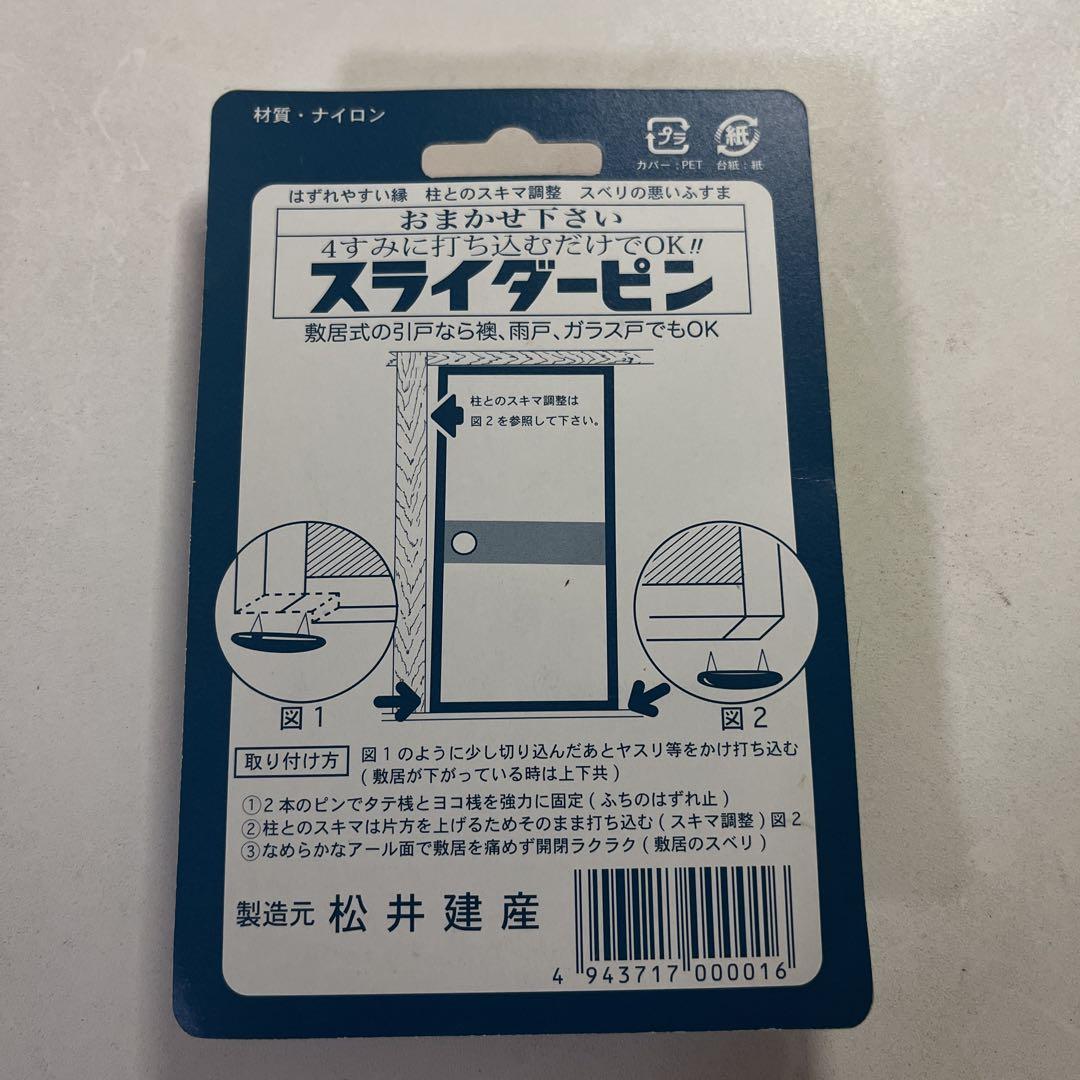 材質・ナイロン
プラ 紙
カバー：PET 台紙：紙
はずれやすい縁 柱とのスキマ調整 スベリの悪いふすま
おまかせ下さい
4すみに打ち込むだけでOK!!
スライダーピン
敷居式の引戸なら襖、雨戸、ガラス戸でもOK
柱とのスキマ調整は
図2を参照して下さい。
図1
図2
取り付け方 図1のように少し切り込んだあとヤスリ等をかけ打ち込む
(敷居が下がっている時は上下共)
①2本のピンでタテ桟とヨコ桟を強力に固定(ふちのはずれ止)
②柱とのスキマは片方を上げるためそのまま打ち込む(スキマ調整)図2
③なめらかなアール面で敷居を痛めず開閉ラクラク(敷居のスベリ)
製造元 松井建産
4 943717 000016